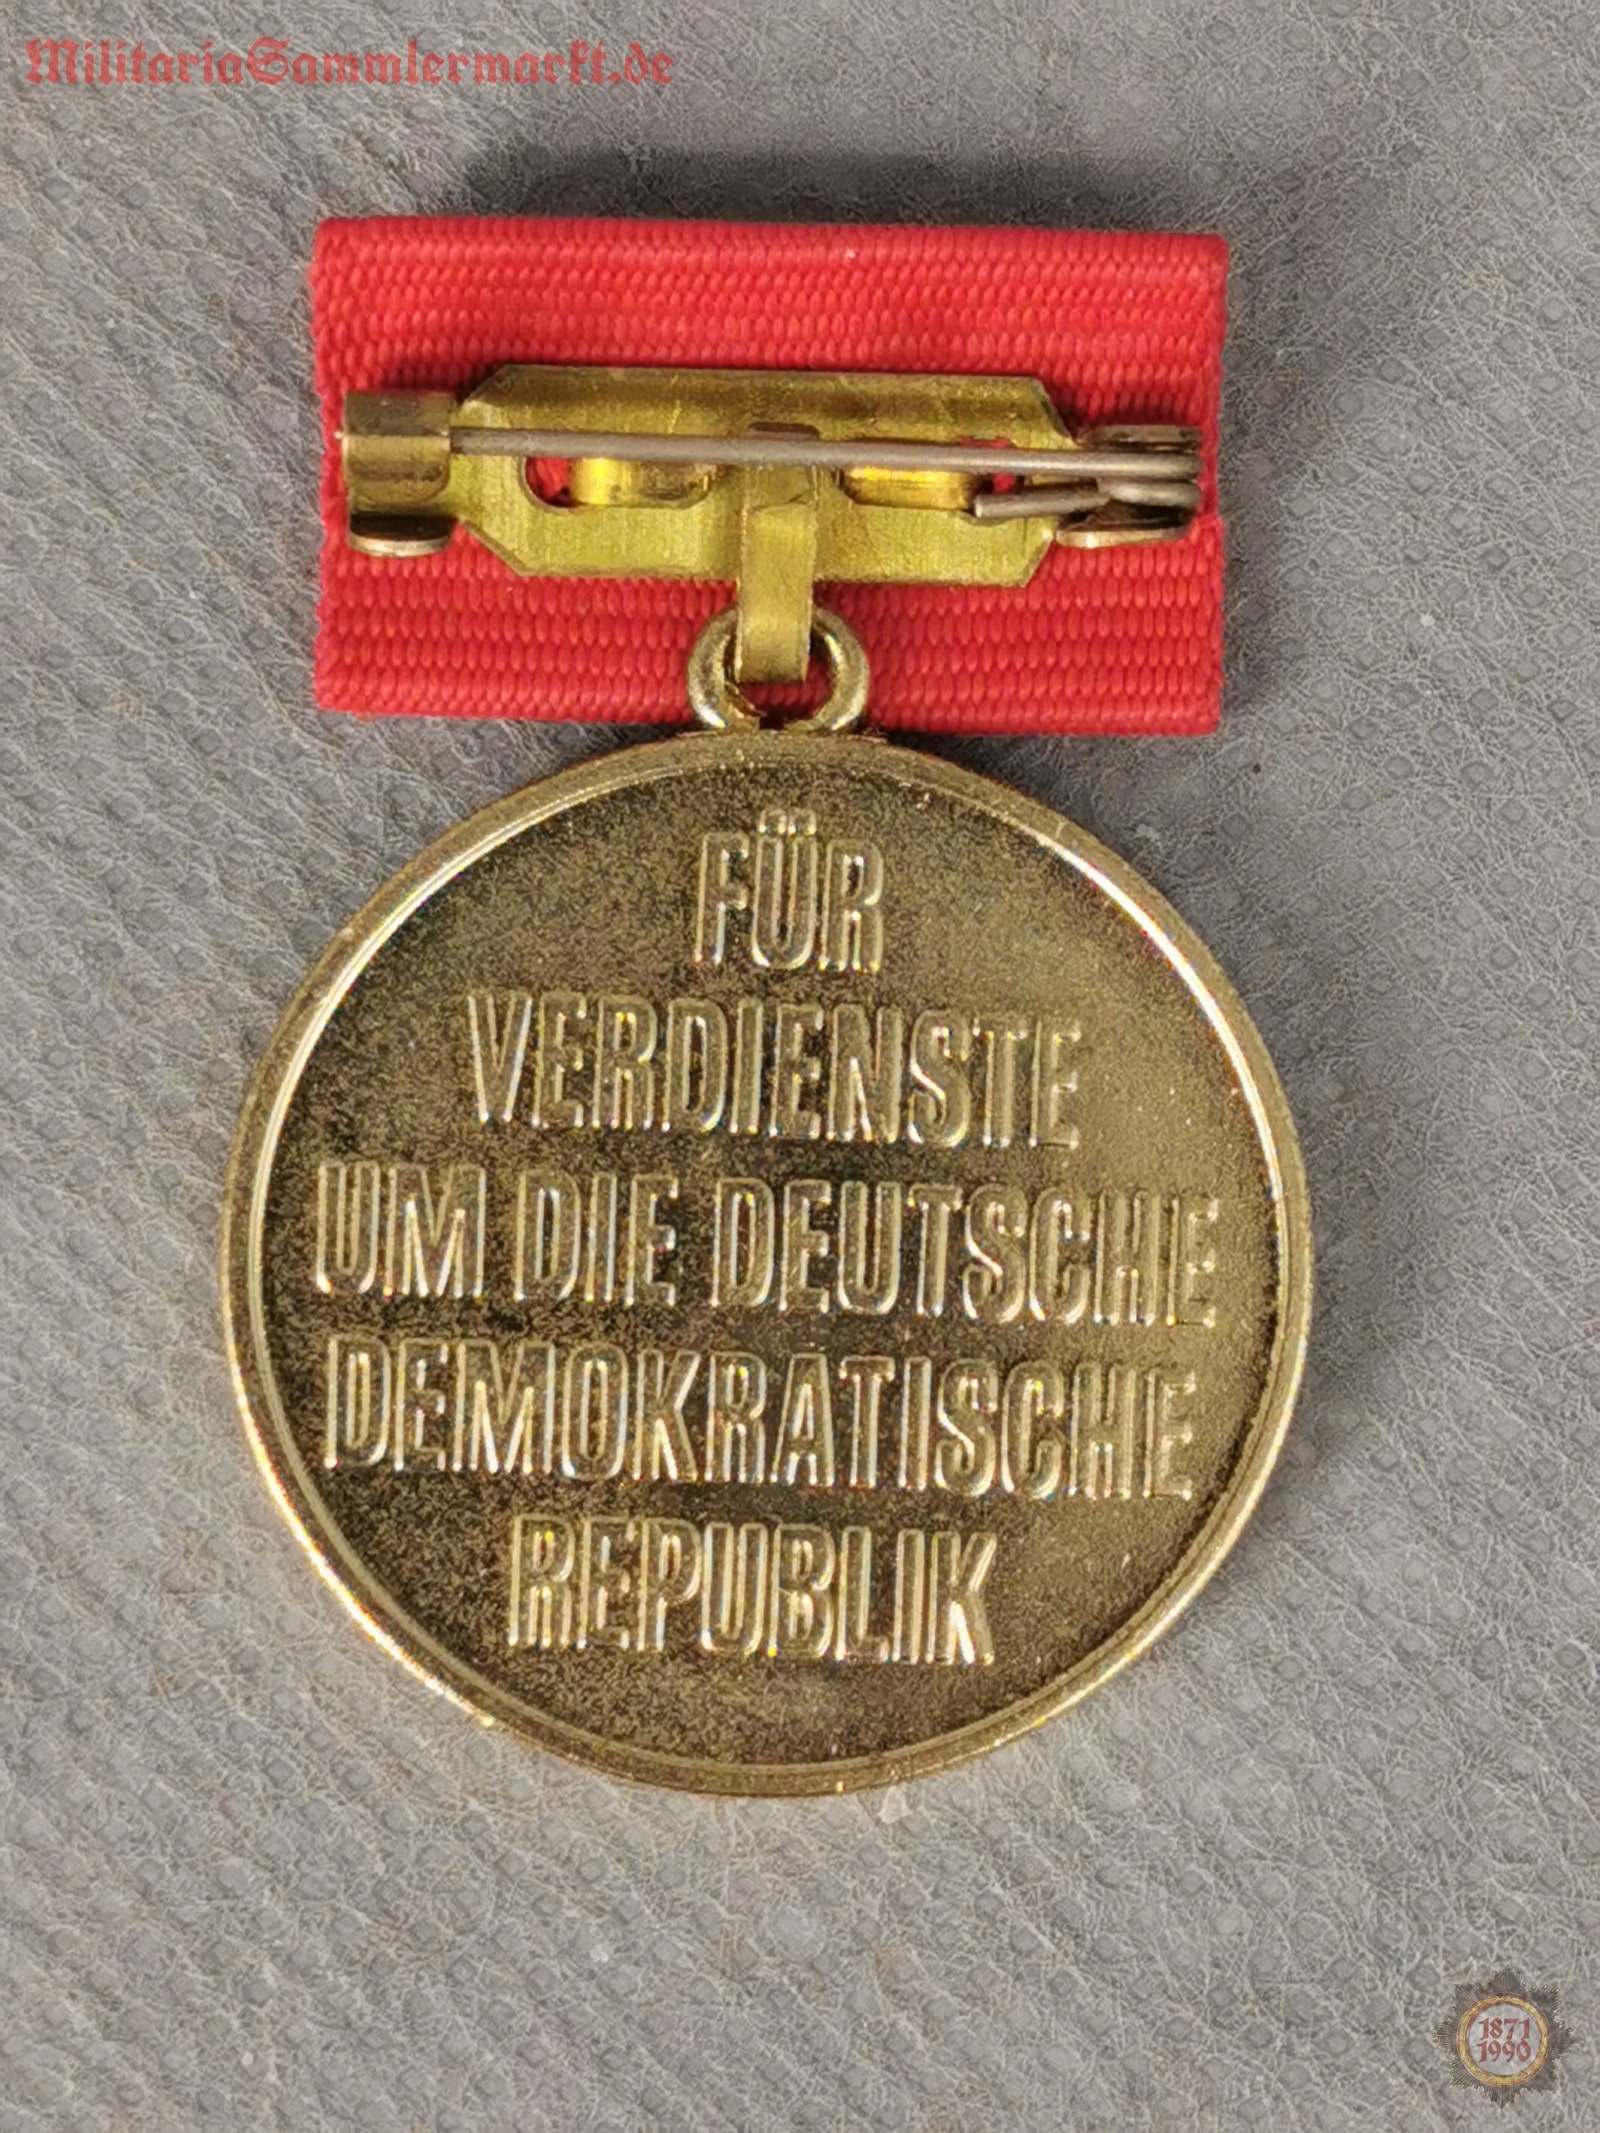 MilitariaSammlermarkt.de
FÜR
VERDIENSTE
UM DIE DEUTSCHE
DEMOKRATISCHE
REPUBLIK
1871
1990